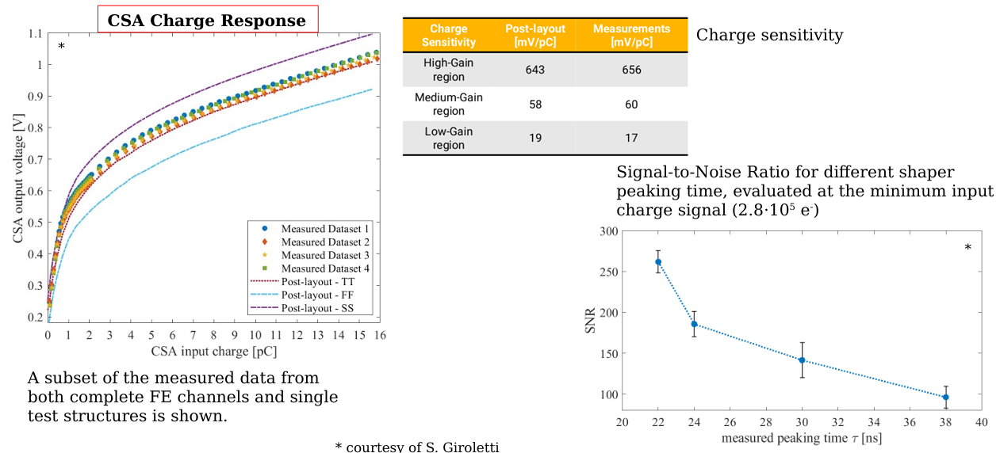 CSA Charge Response
*
1.1
1
0.9
0.8
0.7
0.6
0.5
0.4
0.3
0.2
CSA output voltage [V]
Measured Dataset 1
Measured Dataset 2
Measured Dataset 3
Measured Dataset 4
Post-layout - TT
Post-layout - FF
Post-layout - SS
0 1 2 3 4 5 6 7 8 9 10 11 12 13 14 15 16
CSA input charge [pC]
A subset of the measured data from
both complete FE channels and single
test structures is shown.
Charge Sensitivity Post-layout [mV/pC] Measurements [mV/pC]
High-Gain region 643 656
Medium-Gain region 58 60
Low-Gain region 19 17
Charge sensitivity
Signal-to-Noise Ratio for different shaper
peaking time, evaluated at the minimum input
charge signal (2.8·10⁵ e⁻)
300
250
200
150
100
SNR
*
20 22 24 26 28 30 32 34 36 38 40
measured peaking time τ [ns]
* courtesy of S. Giroletti